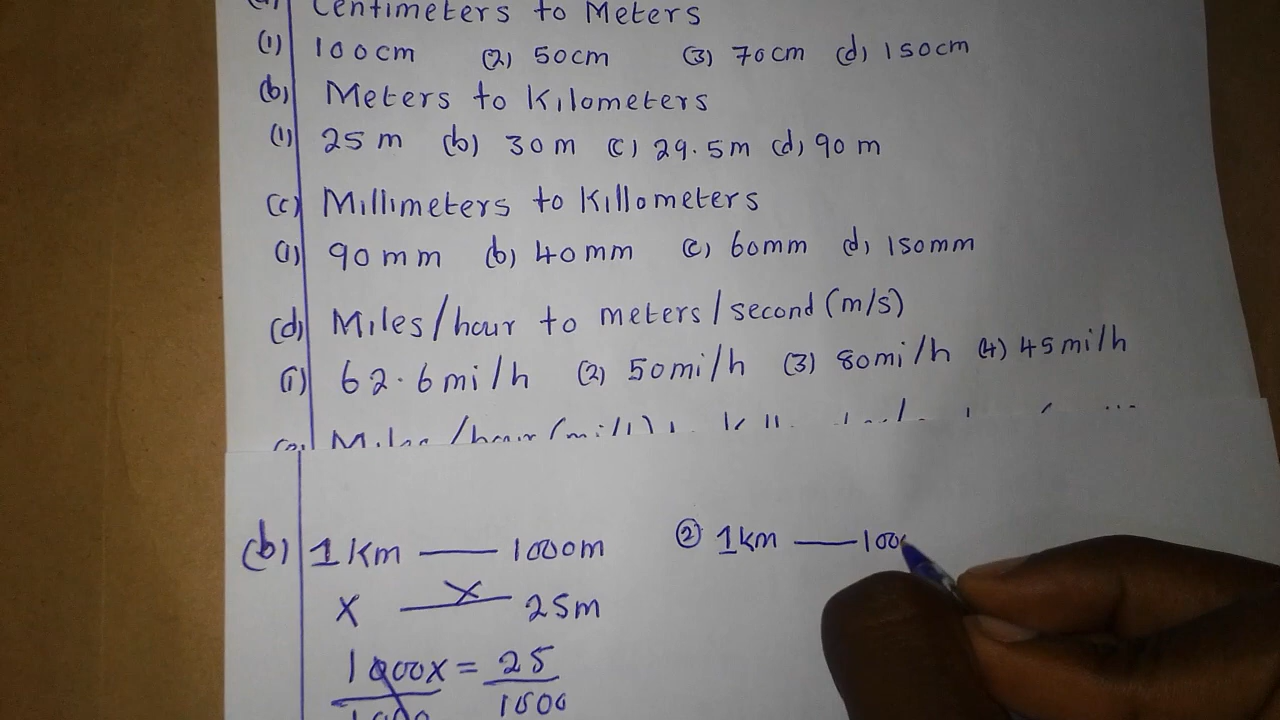 Centimeters to Meters
(1) 100cm (2) 50cm (3) 70cm (d) 150cm
(b) Meters to Kilometers
(1) 25m (b) 30m (c) 29.5m (d) 90m
(c) Millimeters to Killometers
(1) 90mm (b) 40mm (c) 60mm (d) 150mm
(d) Miles/hour to meters/second (m/s)
(i) 62.6mi/h (2) 50mi/h (3) 80mi/h (4) 45mi/h
(b) 1Km — 1000m
x — 25m
1000x = 25
1000 1000
② 1km — 100